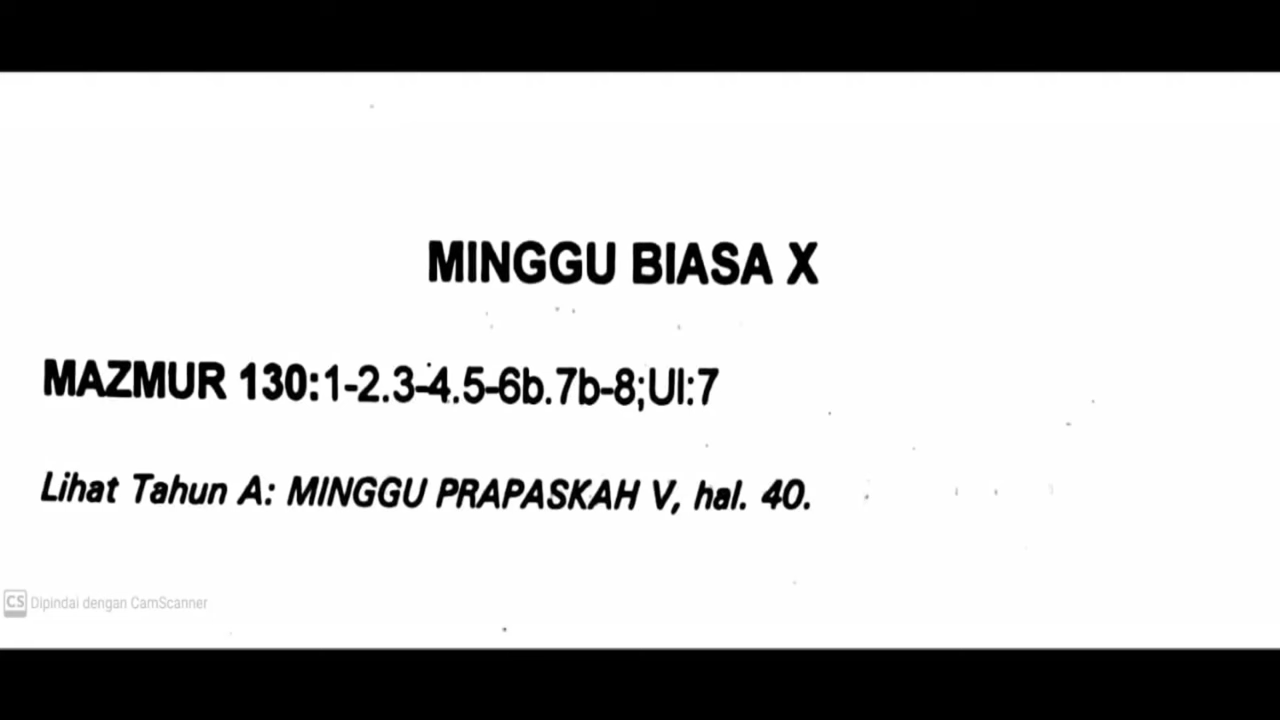 MINGGU BIASA X
MAZMUR 130:1-2.3-4.5-6b.7b-8;Ul:7
Lihat Tahun A: MINGGU PRAPASKAH V, hal. 40.
CS Dipindai dengan CamScanner